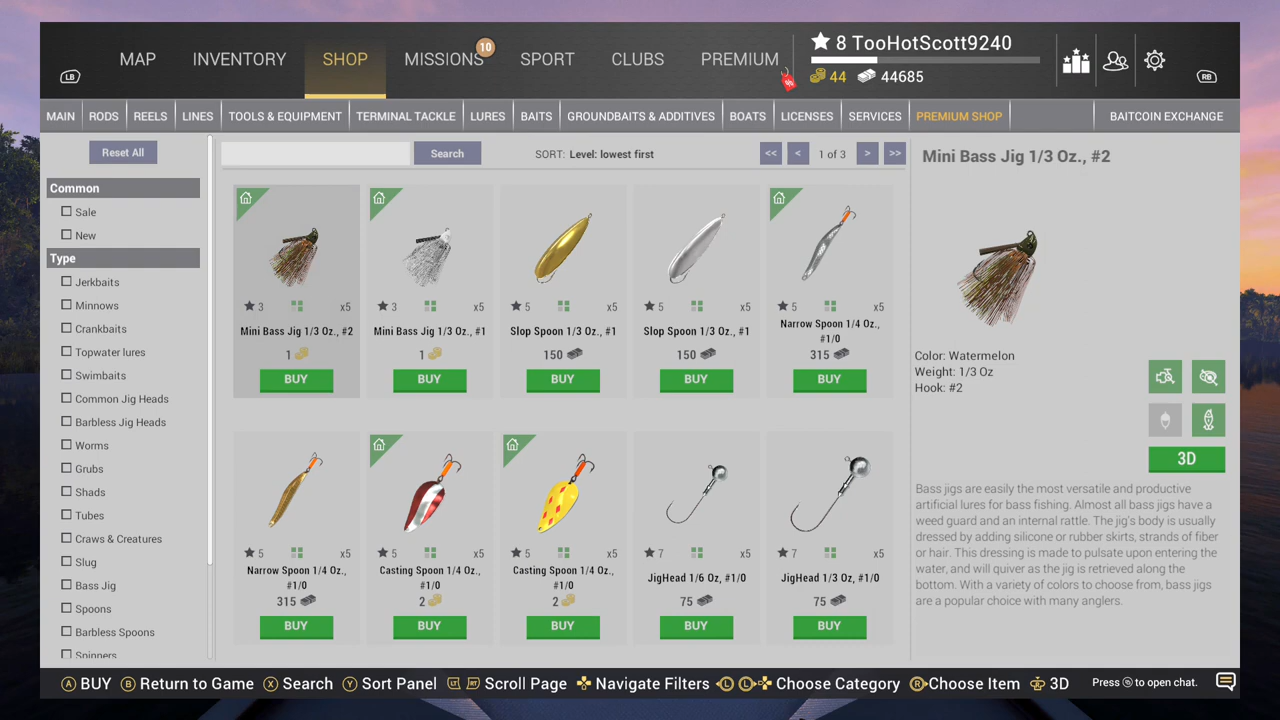 MAP INVENTORY SHOP MISSIONS 10 SPORT CLUBS PREMIUM
8 TooHotScott9240
44 44685
LB
RB
MAIN RODS REELS LINES TOOLS & EQUIPMENT TERMINAL TACKLE LURES BAITS GROUNDBAITS & ADDITIVES BOATS LICENSES SERVICES PREMIUM SHOP BAITCOIN EXCHANGE
Reset All
Common
Sale
New
Type
Jerkbaits
Minnows
Crankbaits
Topwater lures
Swimbaits
Common Jig Heads
Barbless Jig Heads
Worms
Grubs
Shads
Tubes
Craws & Creatures
Slug
Bass Jig
Spoons
Barbless Spoons
Spinners
Search SORT: Level: lowest first << < 1 of 3 > >>
3 x5 3 x5 5 x5 5 x5 5 x5
Mini Bass Jig 1/3 Oz., #2
1
BUY
Mini Bass Jig 1/3 Oz., #1
1
BUY
Slop Spoon 1/3 Oz., #1
150
BUY
Slop Spoon 1/3 Oz., #1
150
BUY
Narrow Spoon 1/4 Oz.,
#1/0
315
BUY
5 x5 5 x5 5 x5 7 x5 7 x5
Narrow Spoon 1/4 Oz.,
#1/0
315
BUY
Casting Spoon 1/4 Oz.,
#1/0
2
BUY
Casting Spoon 1/4 Oz.,
#1/0
2
BUY
JigHead 1/6 Oz, #1/0
75
BUY
JigHead 1/3 Oz, #1/0
75
BUY
Mini Bass Jig 1/3 Oz., #2
Color: Watermelon
Weight: 1/3 Oz
Hook: #2
3D
Bass jigs are easily the most versatile and productive
artificial lures for bass fishing. Almost all bass jigs have a
weed guard and an internal rattle. The jig's body is usually
dressed by adding silicone or rubber skirts, strands of fiber
or hair. This dressing is made to pulsate upon entering the
water, and will quiver as the jig is retrieved along the
bottom. With a variety of colors to choose from, bass jigs
are a popular choice with many anglers.
A BUY B Return to Game X Search Y Sort Panel LT RT Scroll Page Navigate Filters L L Choose Category R Choose Item 3D Press to open chat.